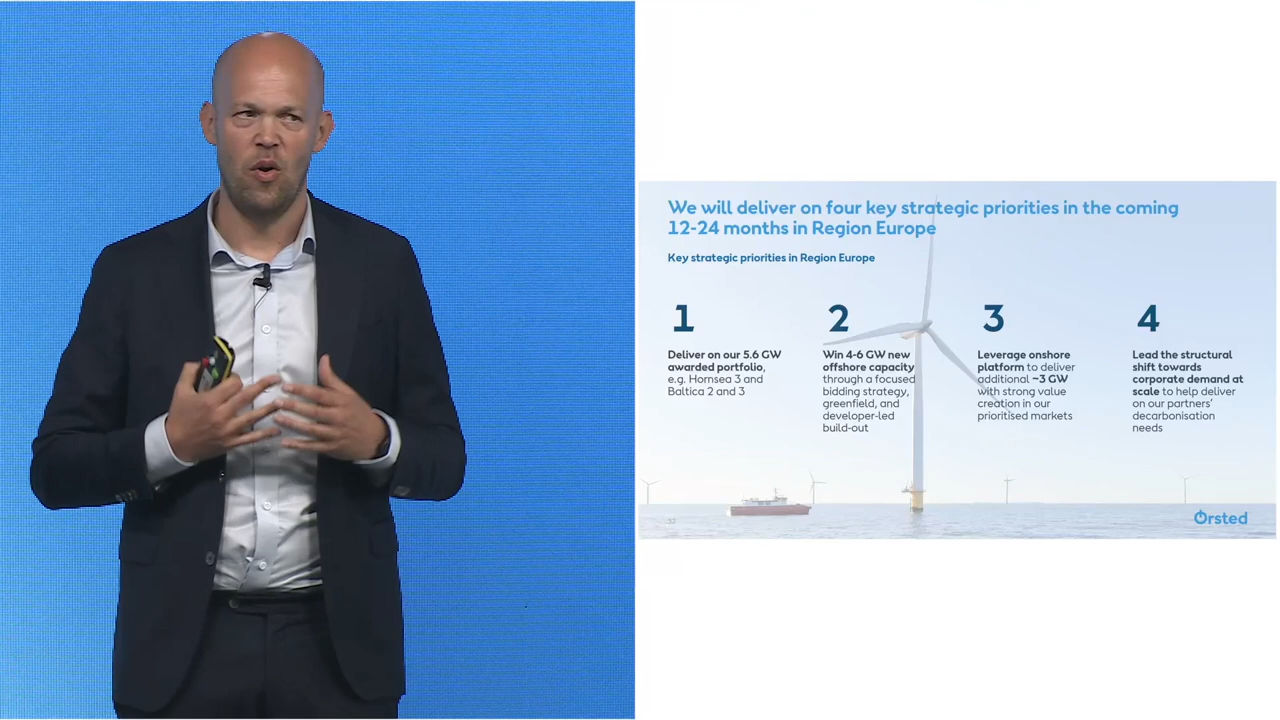 We will deliver on four key strategic priorities in the coming
12-24 months in Region Europe
Key strategic priorities in Region Europe
1
Deliver on our 5.6 GW
awarded portfolio,
e.g. Hornsea 3 and
Baltica 2 and 3
2
Win 4-6 GW new
offshore capacity
through a focused
bidding strategy,
greenfield, and
developer-led
build-out
3
Leverage onshore
platform to deliver
additional ~3 GW
with strong value
creation in our
prioritised markets
4
Lead the structural
shift towards
corporate demand at
scale to help deliver
on our partners'
decarbonisation
needs
Ørsted